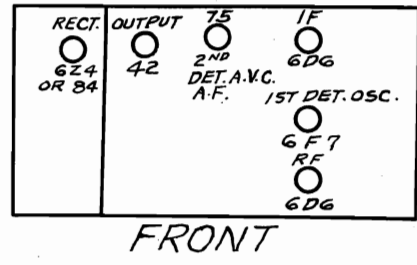 RECT.
6Z4
OR 84
OUTPUT
42
75
2ND
DET. A.V.C.
A.F.
IF
6D6
1ST DET. OSC.
6F7
RF
6D6
FRONT